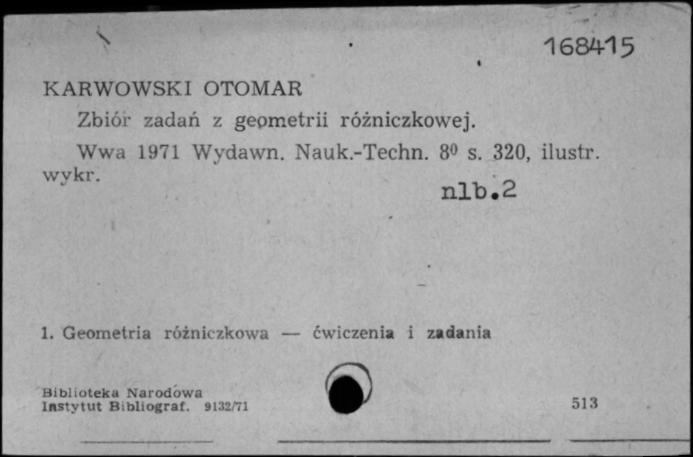 168415
KARWOWSKI OTOMAR
Zbiór zadań z geometrii różniczkowej.
Wwa 1971 Wydawn. Nauk.-Techn. 8⁰ s. 320, ilustr.
wykr.
nlb.2
1. Geometria różniczkowa — ćwiczenia i zadania
Biblioteka Narodowa
Instytut Bibliograf. 9132/71
513